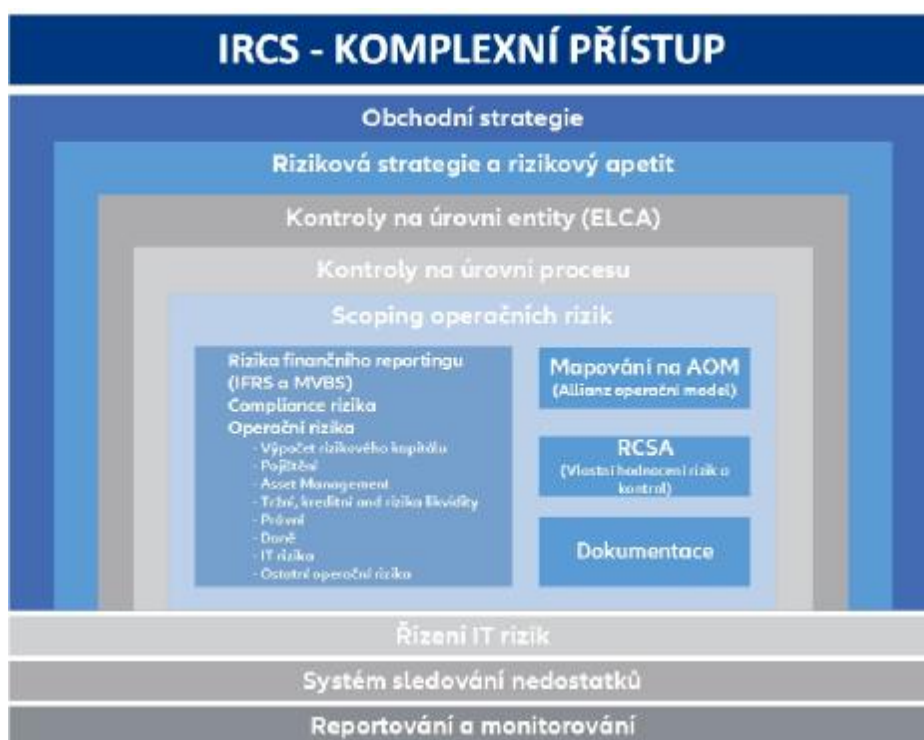 IRCS - KOMPLEXNÍ PŘÍSTUP
Obchodní strategie
Riziková strategie a rizikový apetit
Kontroly na úrovni entity (ELCA)
Kontroly na úrovní procesu
Scoping operačních rizik
Rizika finančního reportingu
(IFRS a MVBS)
Compliance rizika
Operační rizika
- Výpočet rizikového kapitálu
- Pojištění
- Asset Management
- Tržní, kreditní and rizika likvidity
- Právní
- Daně
- IT rizika
- Ostatní operační rizika
Mapování na AOM
(Allianz operační model)
RCSA
(Vlastní hodnocení rizik a
kontrol)
Dokumentace
Řízení IT rizik
Systém sledování nedostatků
Reportování a monitorování